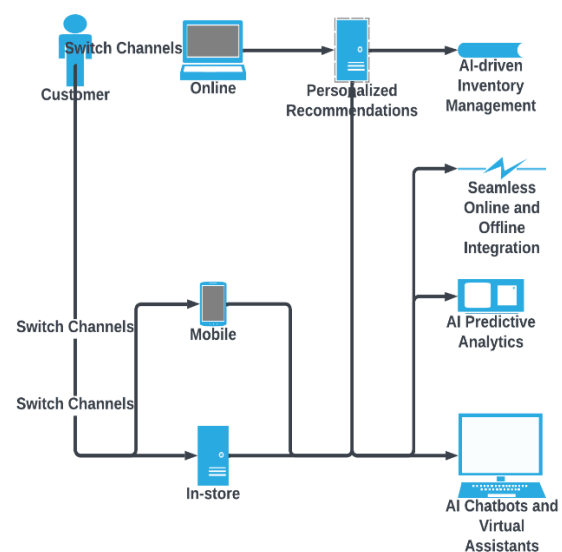 Switch Channels
Customer
Online
Personalized
Recommendations
AI-driven
Inventory
Management
Seamless
Online and
Offline
Integration
Switch Channels
Mobile
AI Predictive
Analytics
Switch Channels
In-store
AI Chatbots and
Virtual
Assistants